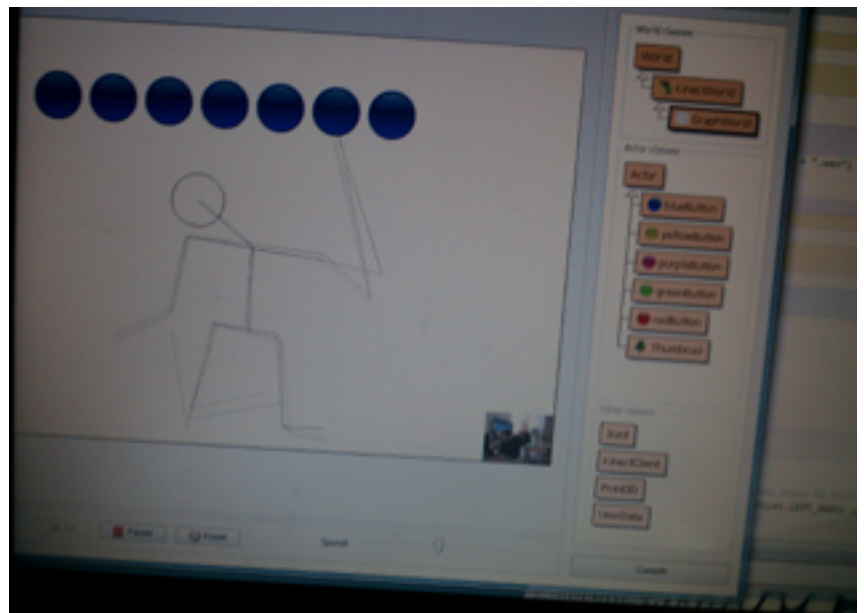 World classes
World
KinectWorld
GraphWorld
Actor classes
Actor
blueButton
yellowButton
purpleButton
greenButton
redButton
Thumbnail
Other classes
Joint
KinectClient
Point3D
UserData
Pause
Reset
Speed:
Compile